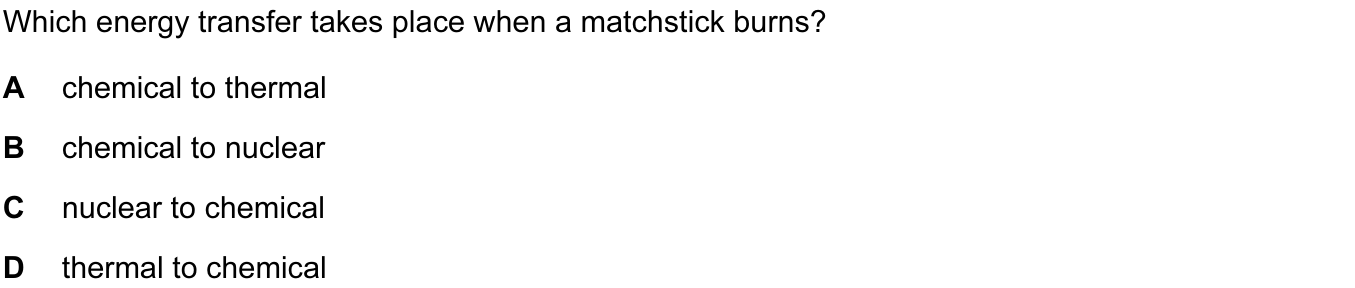 Which energy transfer takes place when a matchstick burns?
A chemical to thermal
B chemical to nuclear
C nuclear to chemical
D thermal to chemical